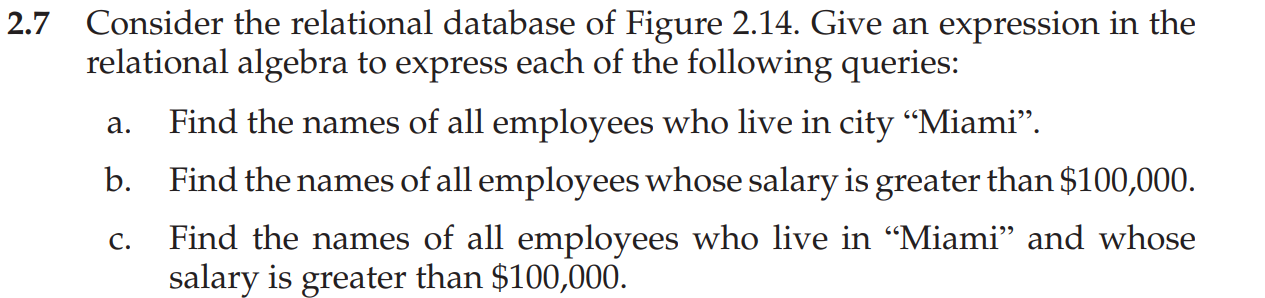 2.7 Consider the relational database of Figure 2.14. Give an expression in the
relational algebra to express each of the following queries:
a. Find the names of all employees who live in city “Miami”.
b. Find the names of all employees whose salary is greater than $100,000.
c. Find the names of all employees who live in “Miami” and whose
salary is greater than $100,000.